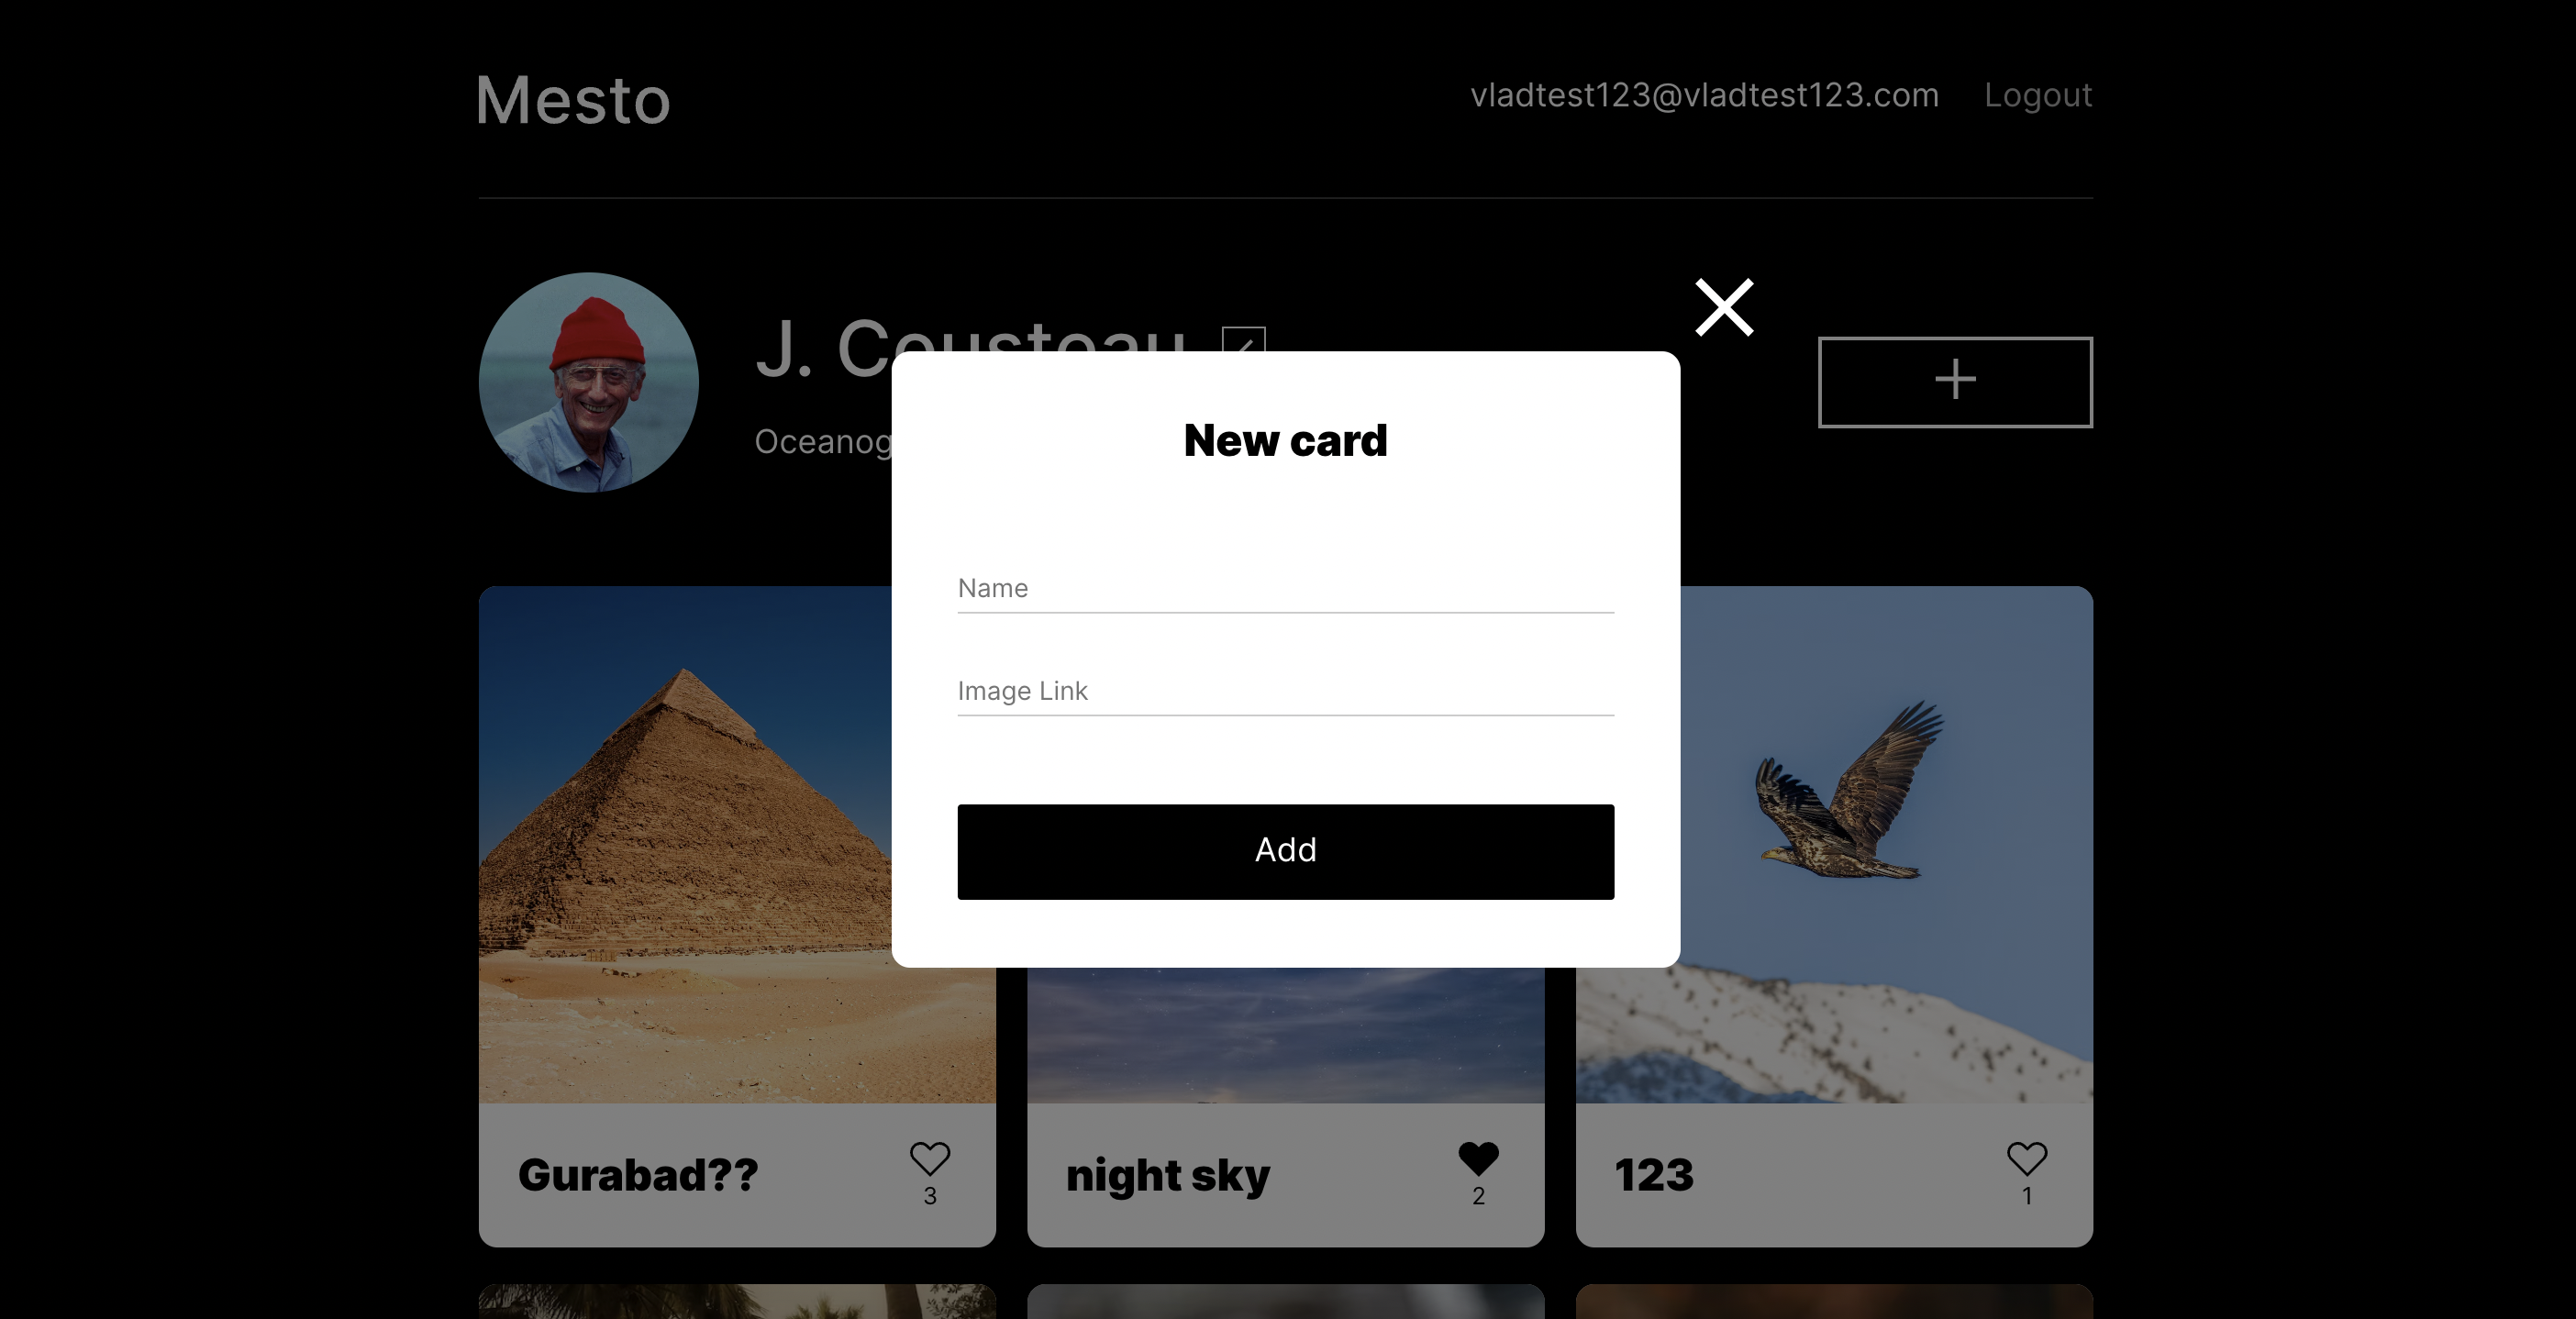 Mesto
vladtest123@vladtest123.com Logout
J. Cousteau
Oceanog
New card
Name
Image Link
Add
Gurabad??
3
night sky
2
123
1